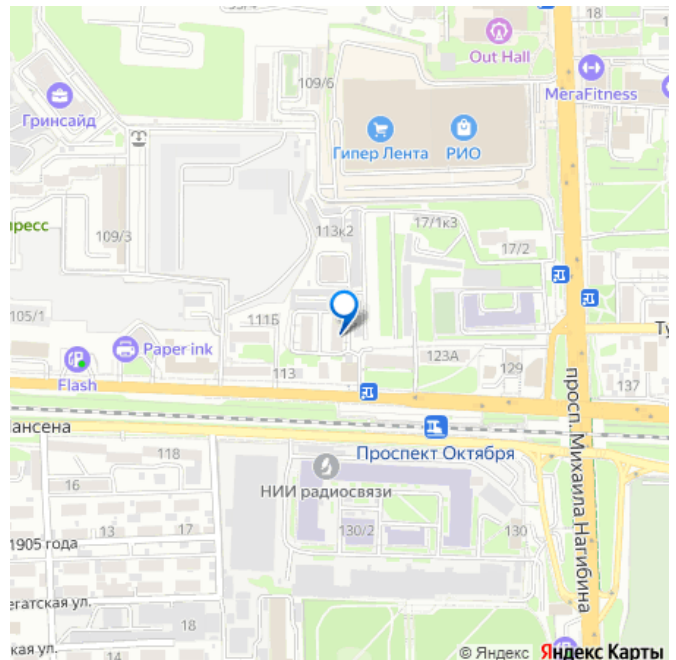 18
Out Hall
109/6
МегаFitness
Гринсайд
Гипер Лента
РИО
17/1к3
пресс
113к2
109/3
17/2
105/1
111Б
Ту
Paper ink
123А
Flash
113
129
137
просп. Михаила Нагибина
ансена
Проспект Октября
118
НИИ радиосвязи
16
13
17
130/2
130
1905 года
егатская ул.
18
кая ул.
14
© Яндекс Яндекс Карты